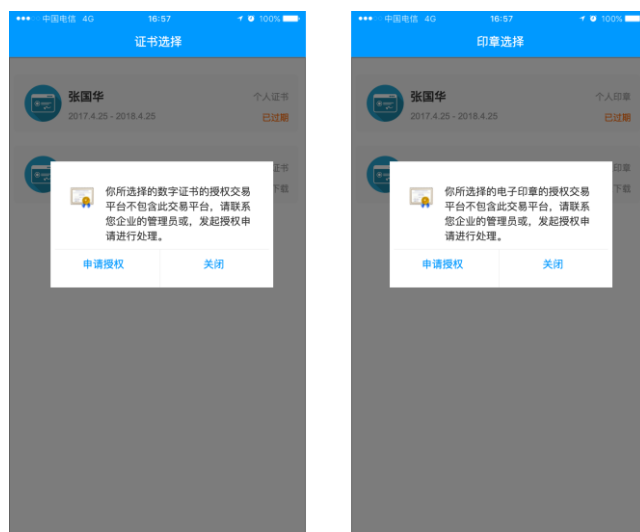 中国电信 4G 16:57 100%
证书选择
张国华 个人证书
2017.4.25 - 2018.4.25 已过期
证书
下载
你所选择的数字证书的授权交易
平台不包含此交易平台，请联系
您企业的管理员或，发起授权申
请进行处理。
申请授权 关闭
中国电信 4G 16:57 100%
印章选择
张国华 个人印章
2017.4.25 - 2018.4.25 已过期
印章
下载
你所选择的电子印章的授权交易
平台不包含此交易平台，请联系
您企业的管理员或，发起授权申
请进行处理。
申请授权 关闭